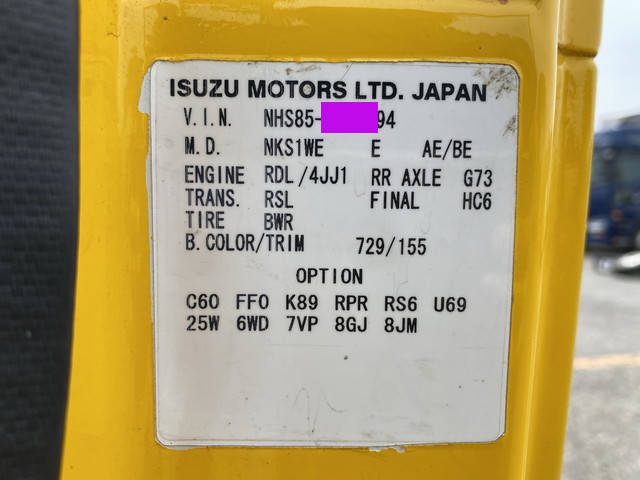 ISUZU MOTORS LTD. JAPAN
V.I.N. NHS85- 94
M.D. NKS1WE E AE/BE
ENGINE RDL/4JJ1 RR AXLE G73
TRANS. RSL FINAL HC6
TIRE BWR
B.COLOR/TRIM 729/155
OPTION
C60 FF0 K89 RPR RS6 U69
25W 6WD 7VP 8GJ 8JM